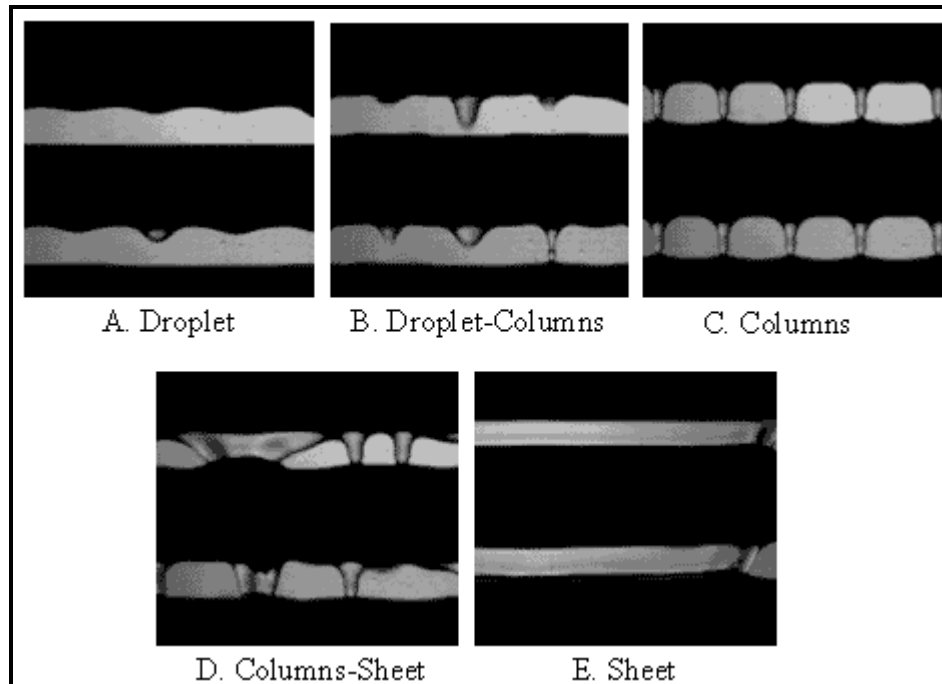 A. Droplet
B. Droplet-Columns
C. Columns
D. Columns-Sheet
E. Sheet